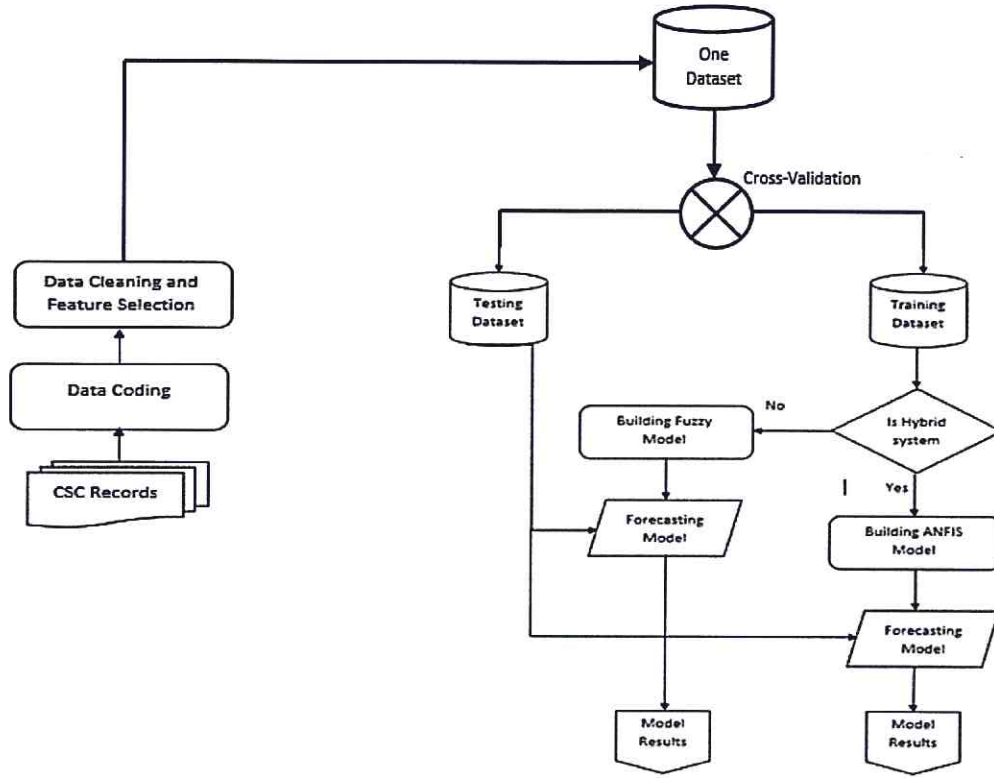 One
Dataset
Cross-Validation
Data Cleaning and
Feature Selection
Testing
Dataset
Training
Dataset
Data Coding
No
Building Fuzzy
Model
Is Hybrid
system
CSC Records
Yes
Forecasting
Model
Building ANFIS
Model
Forecasting
Model
Model
Results
Model
Results